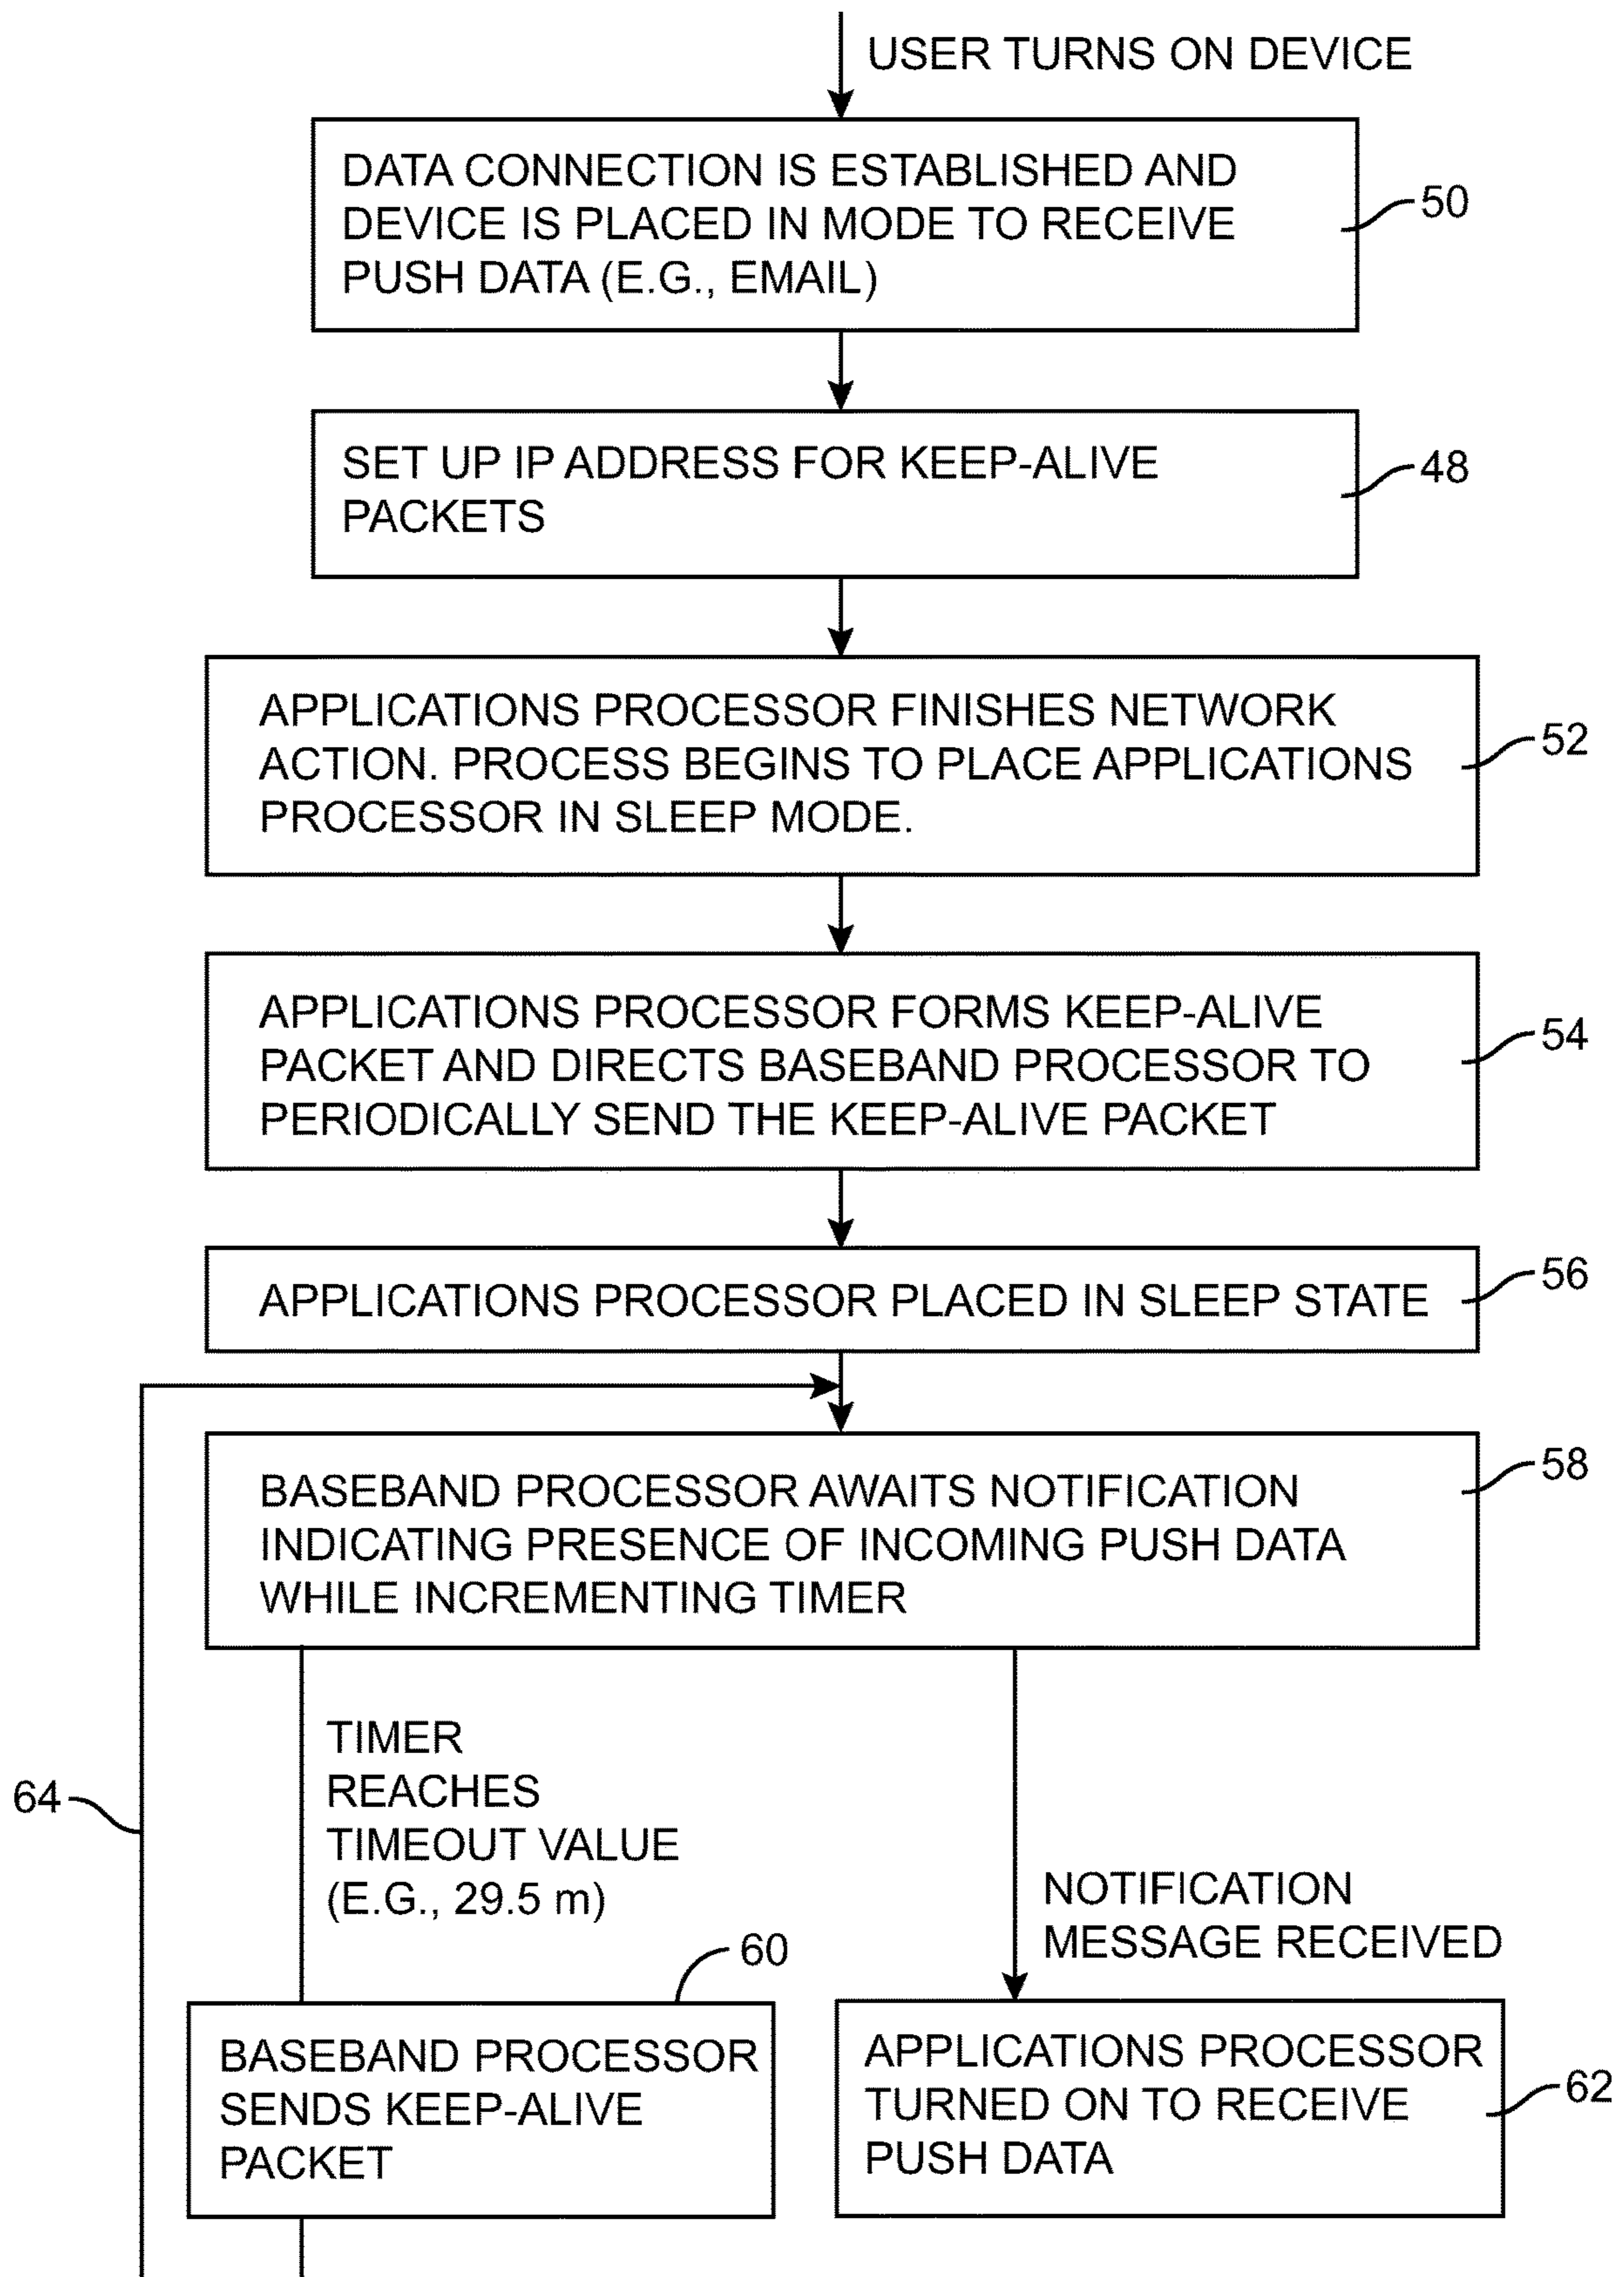 USER TURNS ON DEVICE
DATA CONNECTION IS ESTABLISHED AND
DEVICE IS PLACED IN MODE TO RECEIVE
PUSH DATA (E.G., EMAIL)
50
SET UP IP ADDRESS FOR KEEP-ALIVE
PACKETS
48
APPLICATIONS PROCESSOR FINISHES NETWORK
ACTION. PROCESS BEGINS TO PLACE APPLICATIONS
PROCESSOR IN SLEEP MODE.
52
APPLICATIONS PROCESSOR FORMS KEEP-ALIVE
PACKET AND DIRECTS BASEBAND PROCESSOR TO
PERIODICALLY SEND THE KEEP-ALIVE PACKET
54
APPLICATIONS PROCESSOR PLACED IN SLEEP STATE
56
BASEBAND PROCESSOR AWAITS NOTIFICATION
INDICATING PRESENCE OF INCOMING PUSH DATA
WHILE INCREMENTING TIMER
58
64
TIMER
REACHES
TIMEOUT VALUE
(E.G., 29.5 m)
NOTIFICATION
MESSAGE RECEIVED
60
BASEBAND PROCESSOR
SENDS KEEP-ALIVE
PACKET
APPLICATIONS PROCESSOR
TURNED ON TO RECEIVE
PUSH DATA
62